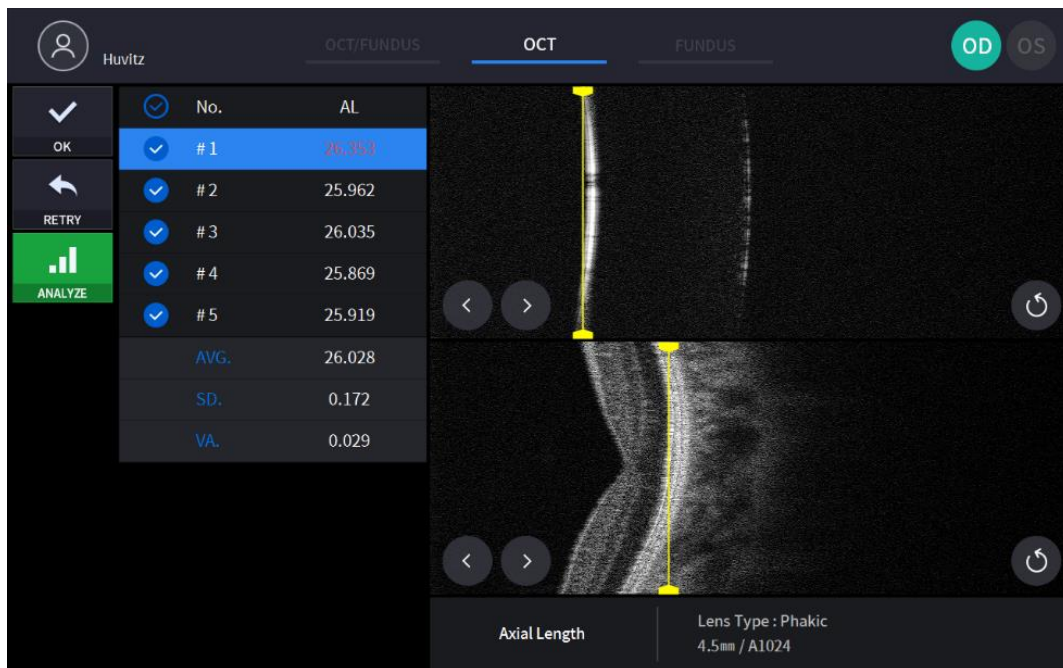 Huvitz
OCT/FUNDUS OCT FUNDUS
OD OS
OK
RETRY
ANALYZE
No. AL
# 1 26.353
# 2 25.962
# 3 26.035
# 4 25.869
# 5 25.919
AVG. 26.028
SD. 0.172
VA. 0.029
Axial Length
Lens Type : Phakic
4.5㎜ / A1024